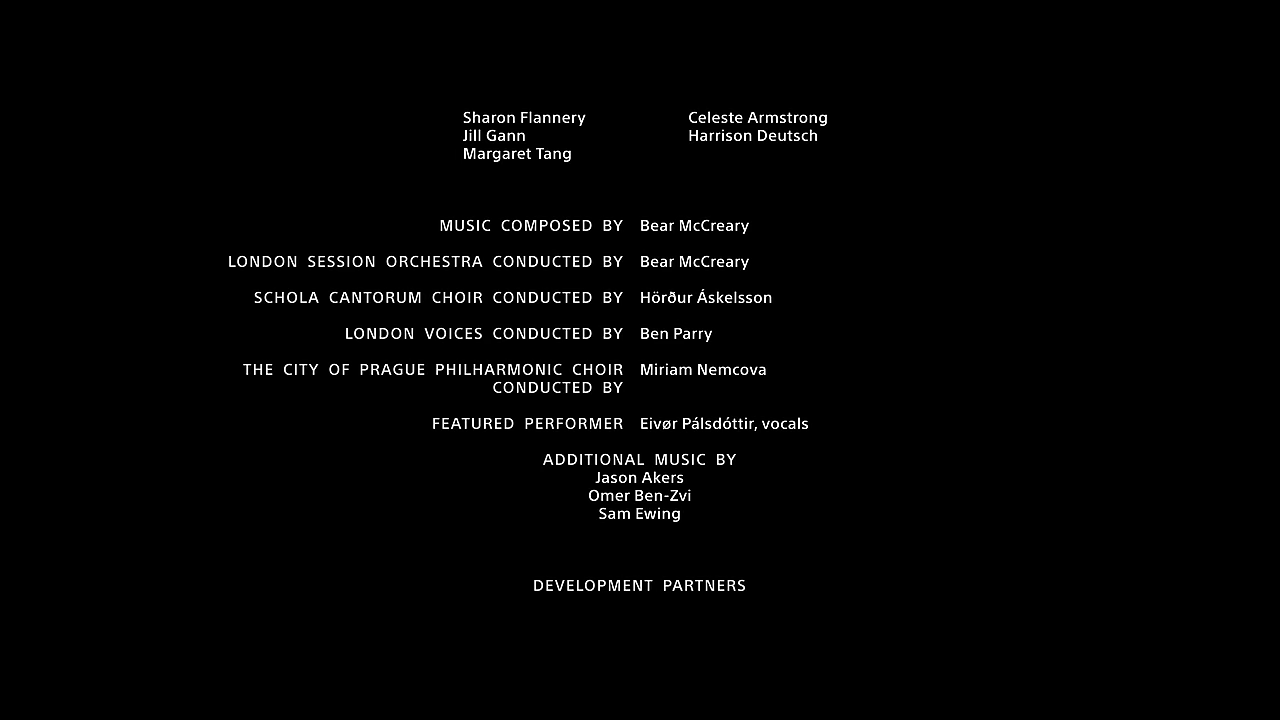 Sharon Flannery Celeste Armstrong
Jill Gann Harrison Deutsch
Margaret Tang
MUSIC COMPOSED BY Bear McCreary
LONDON SESSION ORCHESTRA CONDUCTED BY Bear McCreary
SCHOLA CANTORUM CHOIR CONDUCTED BY Hörður Áskelsson
LONDON VOICES CONDUCTED BY Ben Parry
THE CITY OF PRAGUE PHILHARMONIC CHOIR Miriam Nemcova
CONDUCTED BY
FEATURED PERFORMER Eivør Pálsdóttir, vocals
ADDITIONAL MUSIC BY
Jason Akers
Omer Ben-Zvi
Sam Ewing
DEVELOPMENT PARTNERS